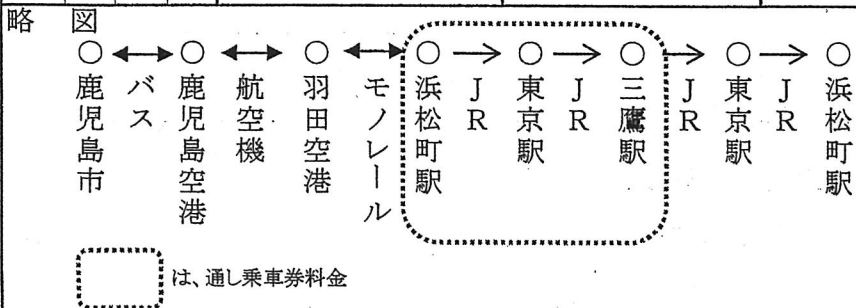 略 図
鹿児島市
バス
鹿児島空港
航空機
羽田空港
モノレール
浜松町駅
JR
東京駅
JR
三鷹駅
JR
東京駅
JR
浜松町駅
は、通し乗車券料金